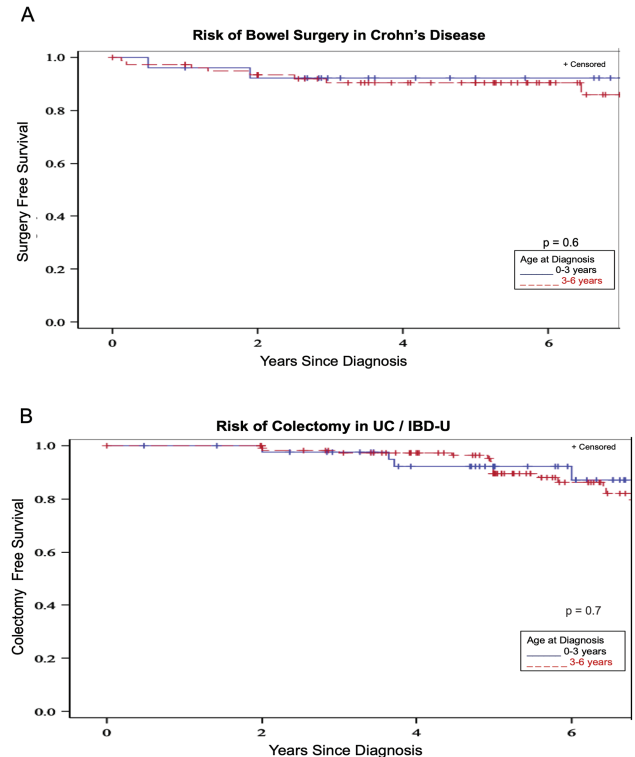 A
Risk of Bowel Surgery in Crohn’s Disease
1.0
+ Censored
0.8
0.6
0.4
0.2
0.0
Surgery Free Survival
p = 0.6
Age at Diagnosis
0-3 years
3-6 years
0 2 4 6
Years Since Diagnosis
B
Risk of Colectomy in UC / IBD-U
1.0
+ Censored
0.8
0.6
0.4
0.2
0.0
Colectomy Free Survival
p = 0.7
Age at Diagnosis
0-3 years
3-6 years
0 2 4 6
Years Since Diagnosis